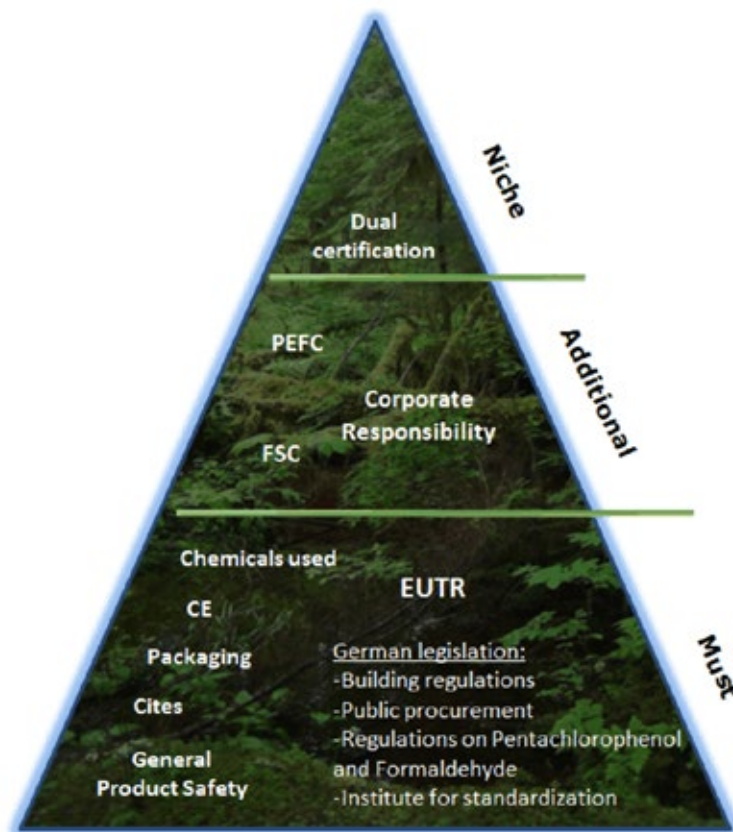 Niche
Dual
certification
PEFC
Additional
Corporate
Responsibility
FSC
Chemicals used
EUTR
CE
Must
Packaging
German legislation:
-Building regulations
Cites
-Public procurement
-Regulations on Pentachlorophenol
and Formaldehyde
General
Product Safety
-Institute for standardization